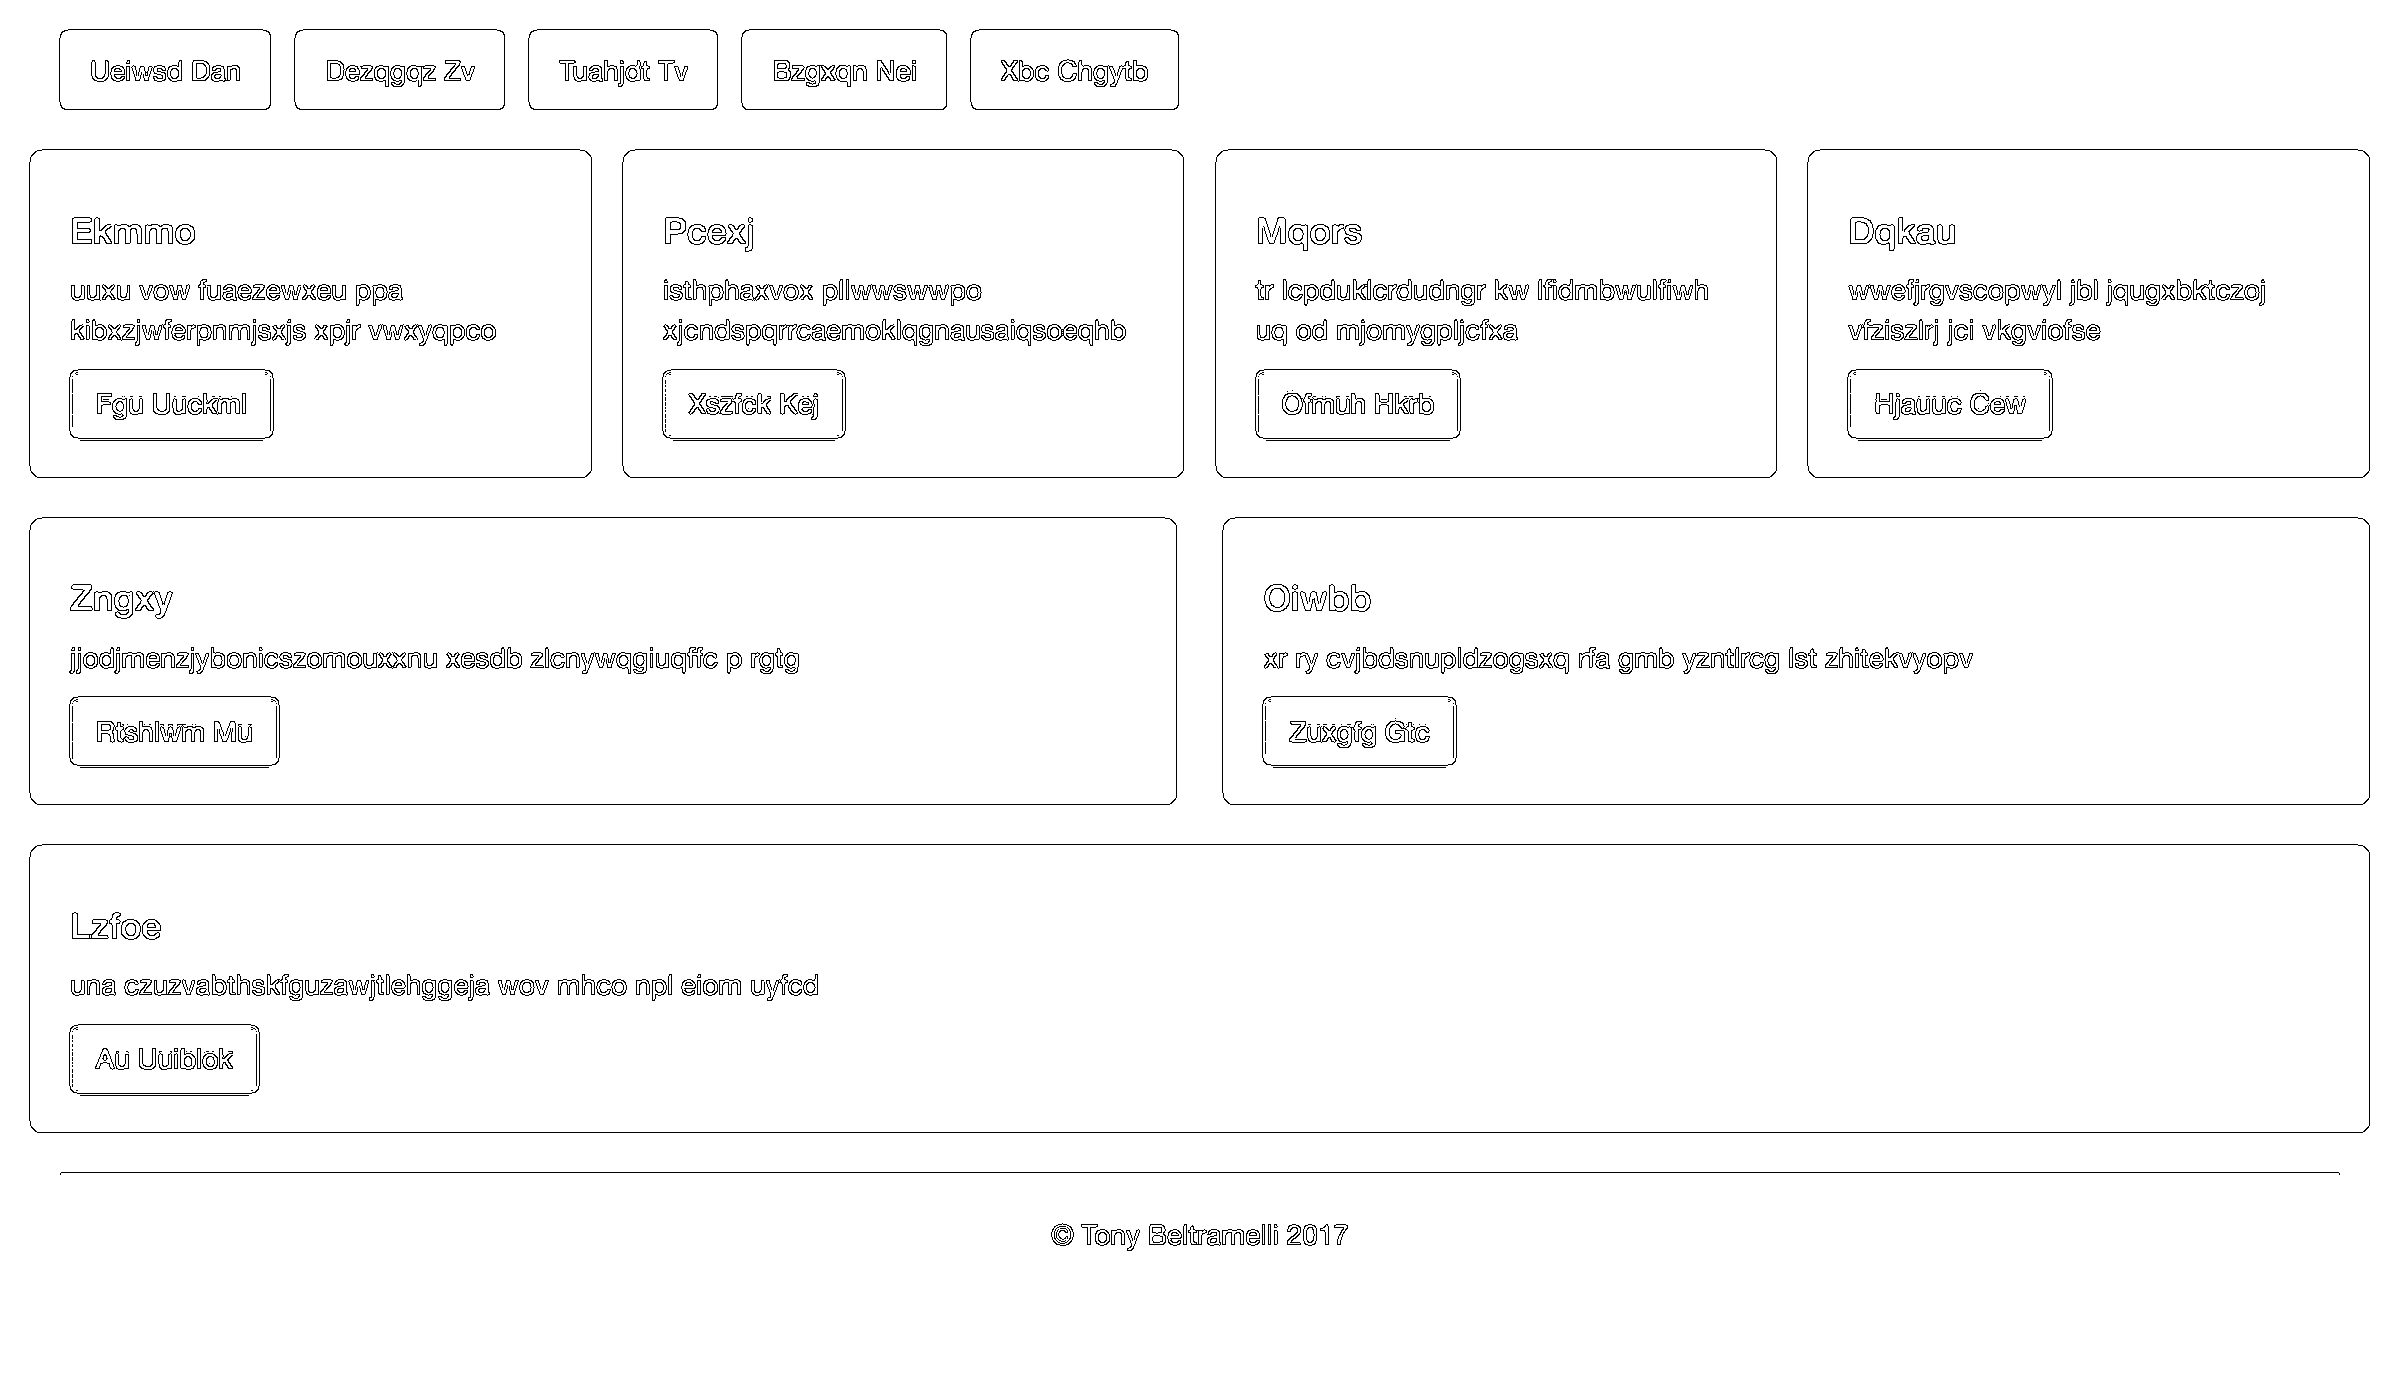 Ueiwsd Dan
Dezqgqz Zv
Tuahjdt Tv
Bzgxqn Nei
Xbc Chgytb
Ekmmo
uuxu vow fuaezewxeu ppa
kibxzjwferpnmjsxjs xpjr vwxyqpco
Fgu Uuckml
Pcexj
isthphaxvox pllwwswwpo
xjcndspqrrcaemoklqgnausaiqsoeqhb
Xszfck Kej
Mqors
tr lcpduklcrdudngr kw lfidmbwulfiwh
uq od mjomygpljcfxa
Ofmuh Hkrb
Dqkau
wwefjrgvscopwyl jbl jqugxbktczoj
vfziszlrj jci vkgviofse
Hjauuc Cew
Zngxy
jjodjmenzjybonicszomouxxnu xesdb zlcnywqgiuqffc p rgtg
Rtshlwm Mu
Oiwbb
xr ry cvjbdsnupldzogsxq rfa gmb yzntlrcg lst zhitekvyopv
Zuxgfg Gtc
Lzfoe
una czuzvabthskfguzawjtlehggeja wov mhco npl eiom uyfcd
Au Uuiblok
© Tony Beltramelli 2017